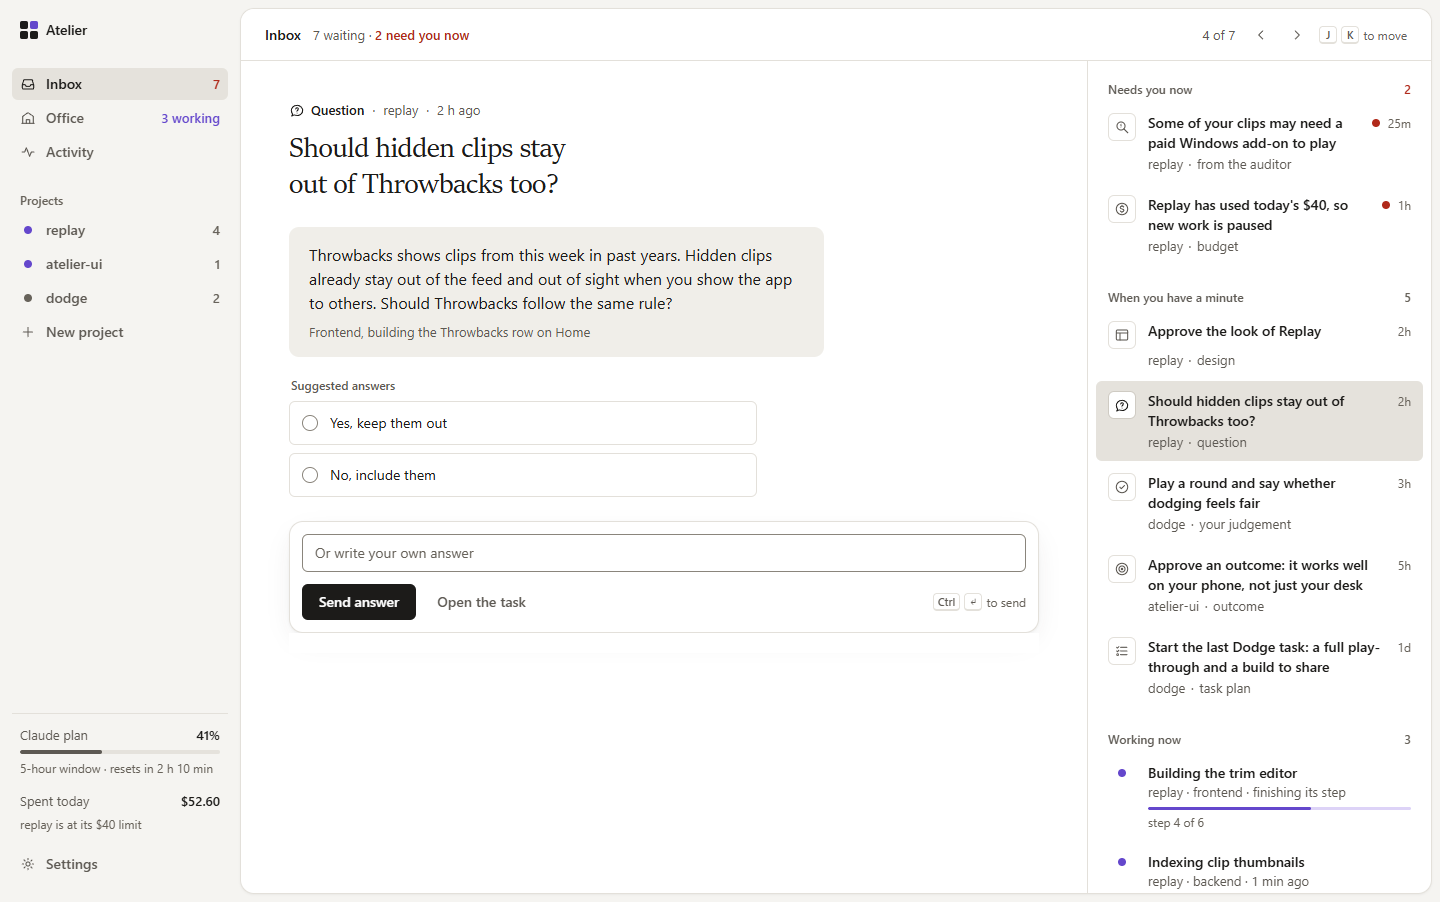 Atelier
Inbox 7
Office 3 working
Activity
Projects
replay 4
atelier-ui 1
dodge 2
New project
Claude plan 41%
5-hour window · resets in 2 h 10 min
Spent today $52.60
replay is at its $40 limit
Settings
Inbox 7 waiting · 2 need you now
4 of 7 J K to move
Question · replay · 2 h ago
Should hidden clips stay
out of Throwbacks too?
Throwbacks shows clips from this week in past years. Hidden clips
already stay out of the feed and out of sight when you show the app
to others. Should Throwbacks follow the same rule?
Frontend, building the Throwbacks row on Home
Suggested answers
Yes, keep them out
No, include them
Or write your own answer
Send answer Open the task Ctrl ↵ to send
Needs you now 2
Some of your clips may need a 25m
paid Windows add-on to play
replay · from the auditor
Replay has used today's $40, so 1h
new work is paused
replay · budget
When you have a minute 5
Approve the look of Replay 2h
replay · design
Should hidden clips stay out of 2h
Throwbacks too?
replay · question
Play a round and say whether 3h
dodging feels fair
dodge · your judgement
Approve an outcome: it works well 5h
on your phone, not just your desk
atelier-ui · outcome
Start the last Dodge task: a full play- 1d
through and a build to share
dodge · task plan
Working now 3
Building the trim editor
replay · frontend · finishing its step
step 4 of 6
Indexing clip thumbnails
replay · backend · 1 min ago